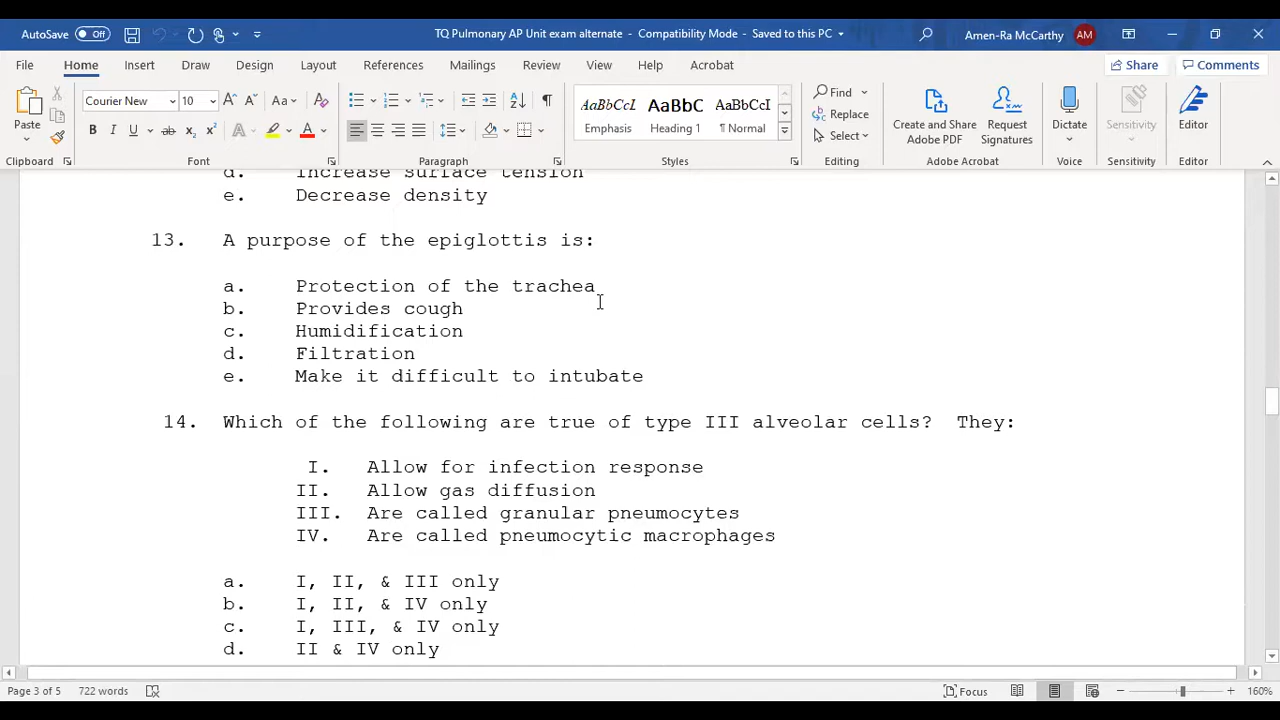 AutoSave Off
TQ Pulmonary AP Unit exam alternate - Compatibility Mode - Saved to this PC
Amen-Ra McCarthy AM
File Home Insert Draw Design Layout References Mailings Review View Help Acrobat Share Comments
Paste
Clipboard
Courier New 10 Aa
B I U ab x₂ x² A A
Font
Paragraph
AaBbCcI AaBbC AaBbCcI
Emphasis Heading 1 ¶ Normal
Styles
Find
Replace
Select
Editing
Create and Share Adobe PDF
Request Signatures
Adobe Acrobat
Dictate
Voice
Sensitivity
Sensitivity
Editor
Editor
d. Increase surface tension
e. Decrease density
13. A purpose of the epiglottis is:
a. Protection of the trachea
b. Provides cough
c. Humidification
d. Filtration
e. Make it difficult to intubate
14. Which of the following are true of type III alveolar cells? They:
I. Allow for infection response
II. Allow gas diffusion
III. Are called granular pneumocytes
IV. Are called pneumocytic macrophages
a. I, II, & III only
b. I, II, & IV only
c. I, III, & IV only
d. II & IV only
Page 3 of 5 722 words Focus 160%